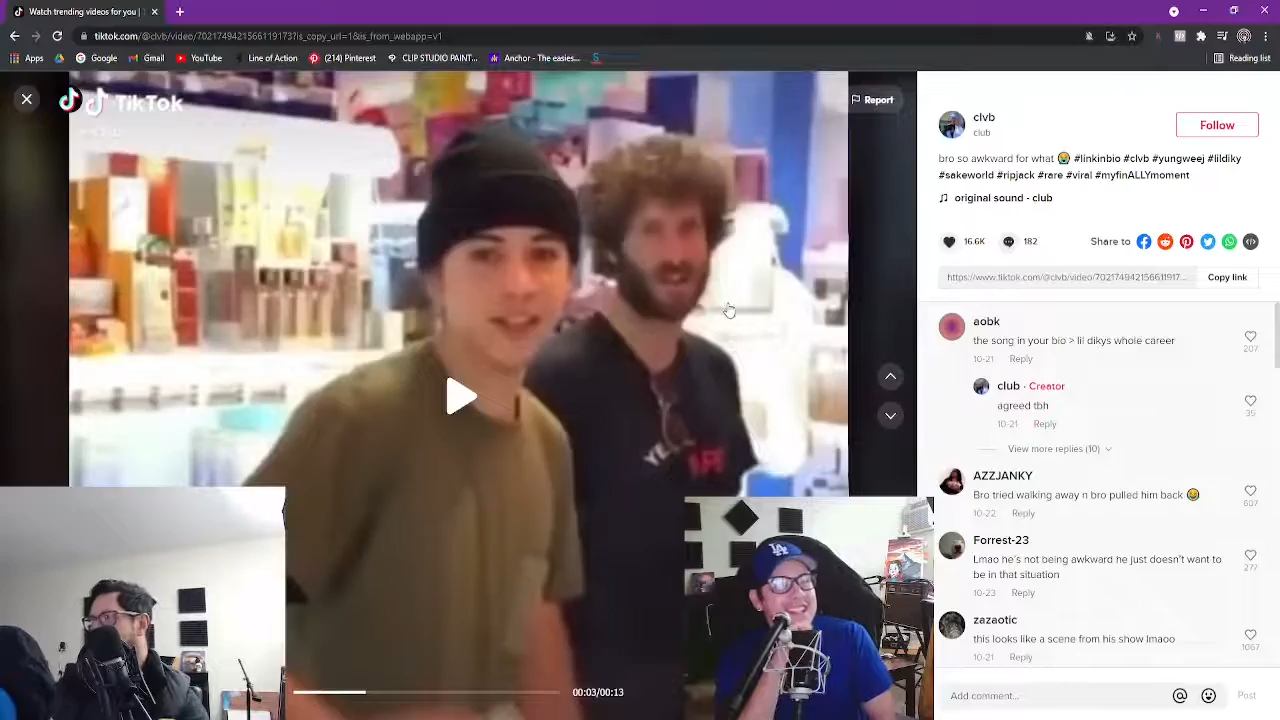 Watch trending videos for you |
tiktok.com/@clvb/video/7021749421566119173?is_copy_url=1&is_from_webapp=v1
Apps
Google
Gmail
YouTube
Line of Action
(214) Pinterest
CLIP STUDIO PAINT...
Anchor - The easies...
Reading list
TikTok
Report
clvb
club
Follow
bro so awkward for what 😭 #linkinbio #clvb #yungweej #lildiky
#sakeworld #ripjack #rare #viral #myfinALLYmoment
original sound - club
16.6K
182
Share to
https://www.tiktok.com/@clvb/video/702174942156611917...
Copy link
aobk
the song in your bio > lil dikys whole career
207
10-21 Reply
club · Creator
agreed tbh
35
10-21 Reply
View more replies (10)
AZZJANKY
Bro tried walking away n bro pulled him back 😂
607
10-22 Reply
Forrest-23
Lmao he's not being awkward he just doesn't want to
be in that situation
277
10-23 Reply
zazaotic
this looks like a scene from his show lmaoo
1067
10-21 Reply
00:03/00:13
LA
Add comment...
Post